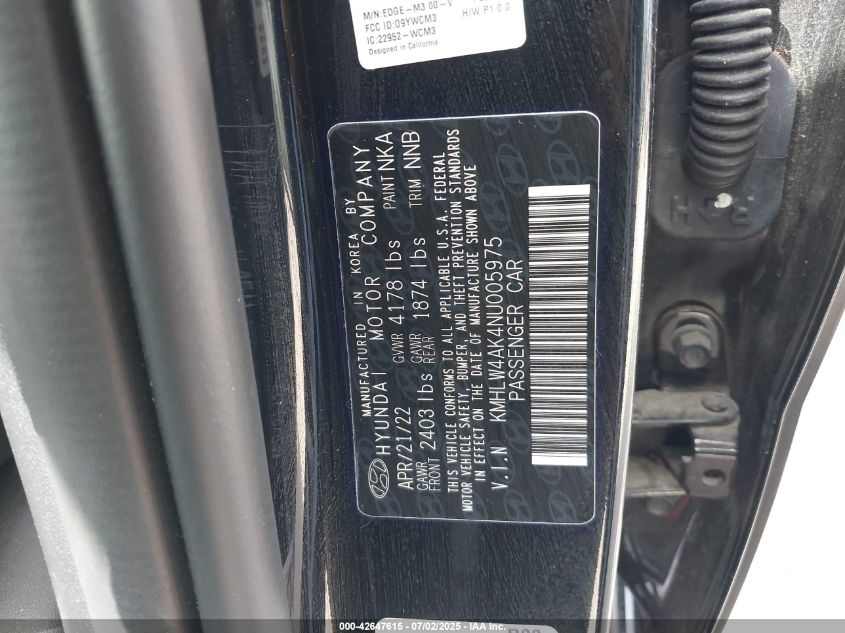 M/N:EDGE-M3 00-V
FCC ID:O9YWCM3
IC:22952-WCM3
Designed in California
H/W:P1.0.0
MANUFACTURED IN KOREA BY
HYUNDAI MOTOR COMPANY
APR/21/22 GVWR 4178 lbs PAINT NKA
GAWR FRONT 2403 lbs GAWR REAR 1874 lbs TRIM NNB
THIS VEHICLE CONFORMS TO ALL APPLICABLE U.S.A. FEDERAL
MOTOR VEHICLE SAFETY, BUMPER, AND THEFT PREVENTION STANDARDS
IN EFFECT ON THE DATE OF MANUFACTURE SHOWN ABOVE
V.I.N KMHLW4AK4NU005975
PASSENGER CAR
000-42647615 - 07/02/2025 - IAA Inc.